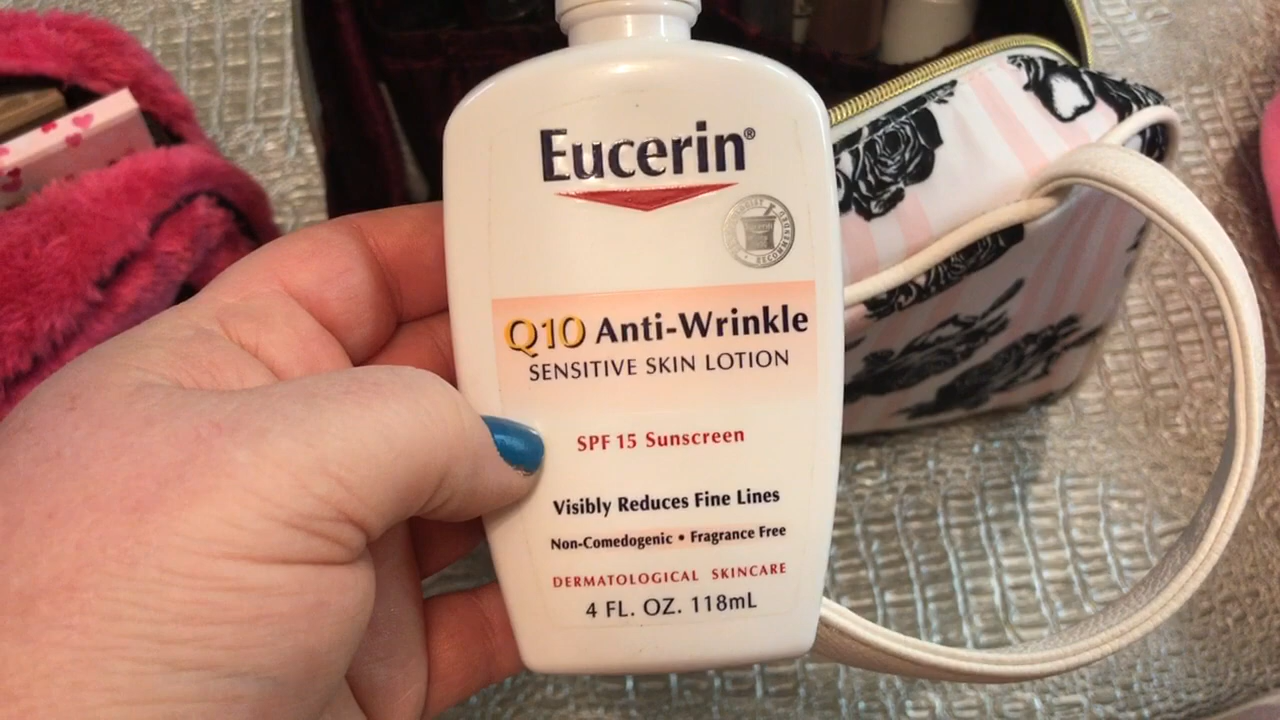 Eucerin®
RECOMMENDED
Q10 Anti-Wrinkle
SENSITIVE SKIN LOTION
SPF 15 Sunscreen
Visibly Reduces Fine Lines
Non-Comedogenic • Fragrance Free
DERMATOLOGICAL SKINCARE
4 FL. OZ. 118mL